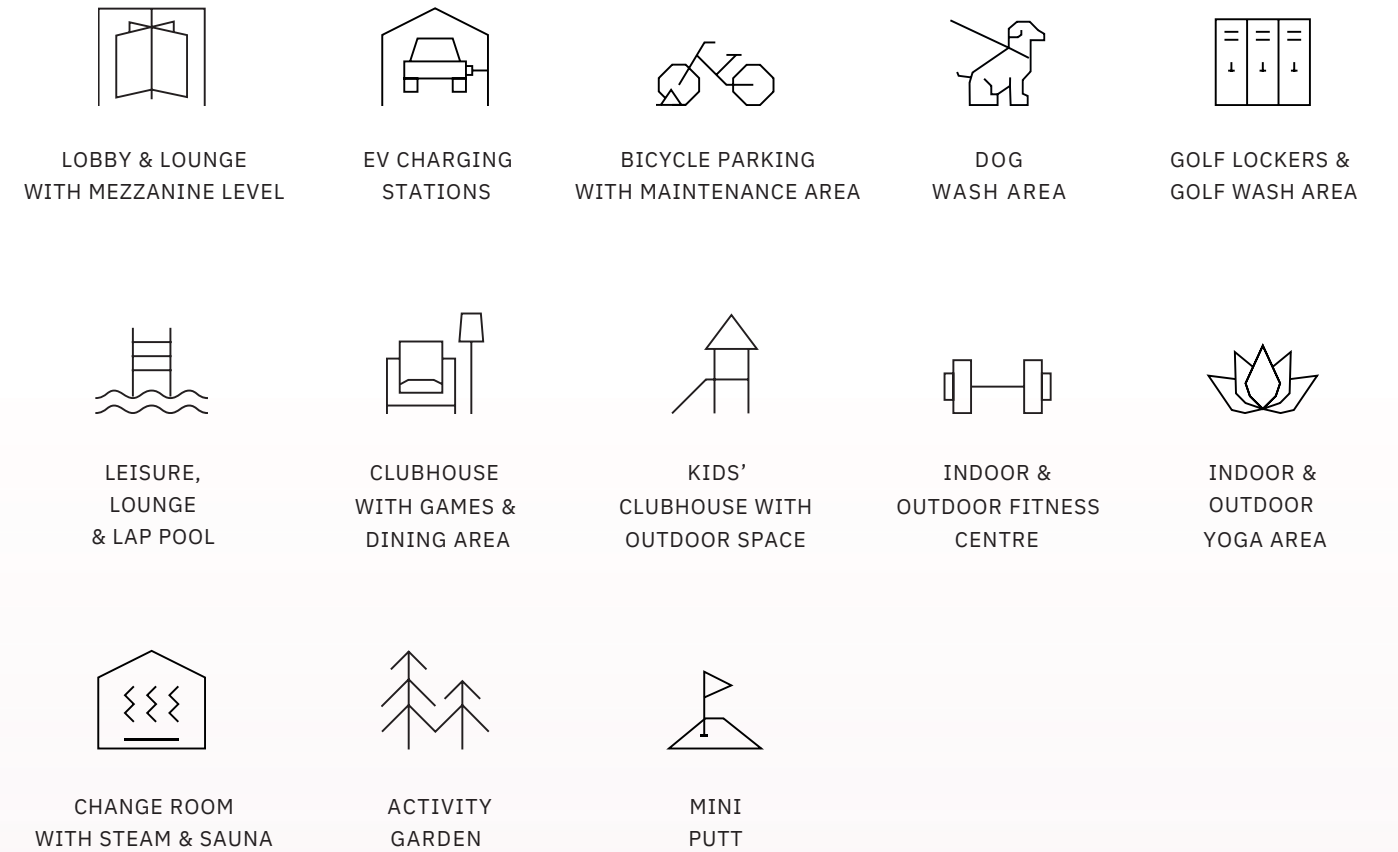 LOBBY & LOUNGE
WITH MEZZANINE LEVEL
EV CHARGING
STATIONS
BICYCLE PARKING
WITH MAINTENANCE AREA
DOG
WASH AREA
GOLF LOCKERS &
GOLF WASH AREA
LEISURE,
LOUNGE
& LAP POOL
CLUBHOUSE
WITH GAMES &
DINING AREA
KIDS’
CLUBHOUSE WITH
OUTDOOR SPACE
INDOOR &
OUTDOOR FITNESS
CENTRE
INDOOR &
OUTDOOR
YOGA AREA
CHANGE ROOM
WITH STEAM & SAUNA
ACTIVITY
GARDEN
MINI
PUTT